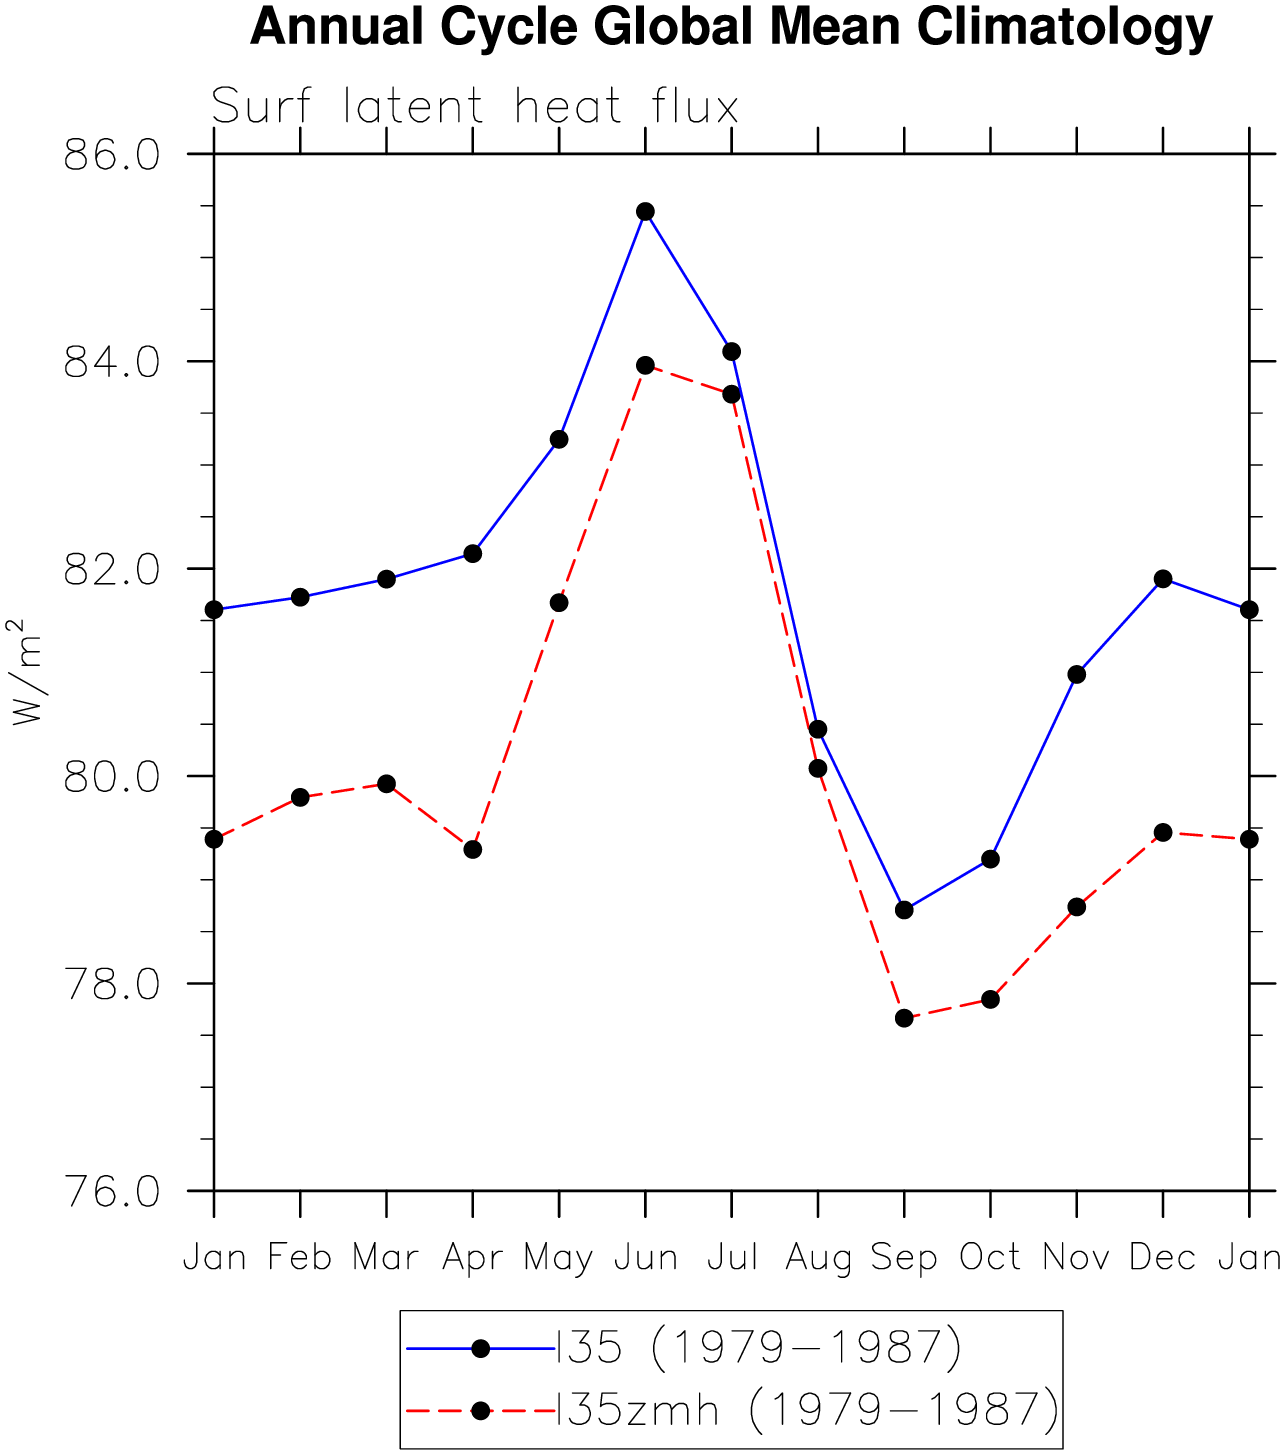 Annual Cycle Global Mean Climatology
Surf latent heat flux
86.0
84.0
82.0
80.0
78.0
76.0
W/m²
Jan Feb Mar Apr May Jun Jul Aug Sep Oct Nov Dec Jan
I35 (1979−1987)
I35zmh (1979−1987)